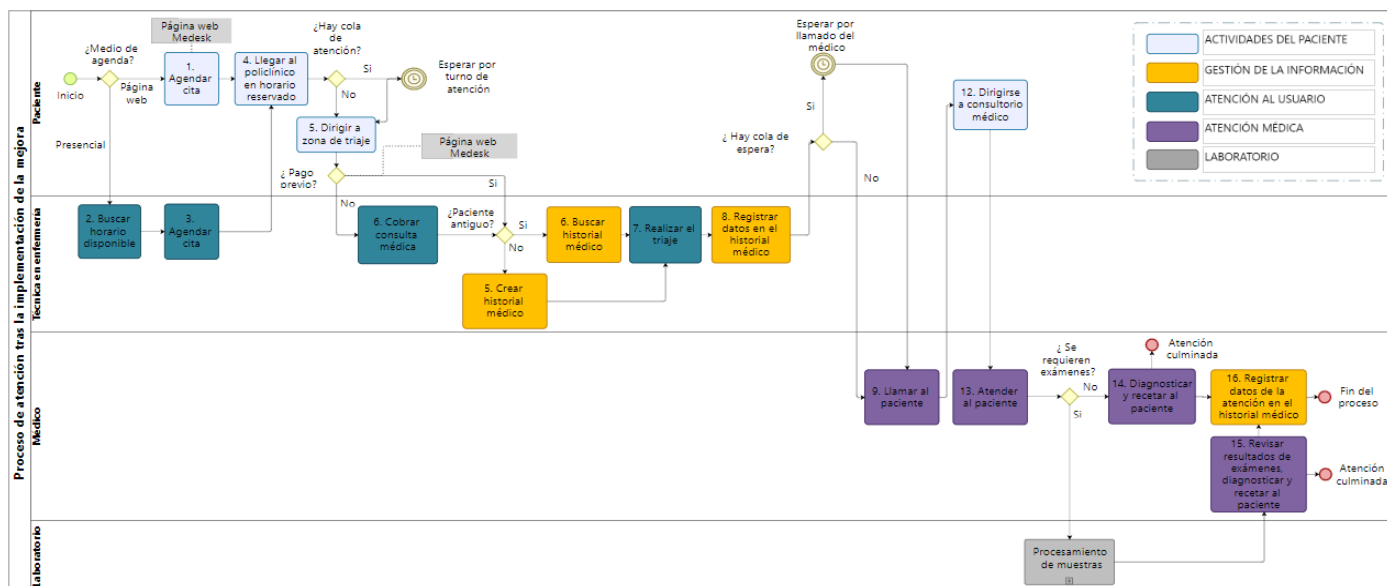 Proceso de atención tras la implementación de la mejora
Paciente
Técnica en enfermería
Médico
Laboratorio
Inicio
¿Medio de
agenda?
Página
web
Presencial
Página web
Medesk
1.
Agendar
cita
4. Llegar al
policlínico
en horario
reservado
¿Hay cola
de
atención?
Si
No
Esperar por
turno de
atención
5. Dirigir a
zona de triaje
Página web
Medesk
¿ Pago
previo?
Si
No
Esperar por
llamado del
médico
Si
¿ Hay cola de
espera?
No
12. Dirigirse
a consultorio
médico
ACTIVIDADES DEL PACIENTE
GESTIÓN DE LA INFORMACIÓN
ATENCIÓN AL USUARIO
ATENCIÓN MÉDICA
LABORATORIO
2. Buscar
horario
disponible
3.
Agendar
cita
6. Cobrar
consulta
médica
¿Paciente
antiguo?
Si
No
6. Buscar
historial
médico
7. Realizar el
triaje
8. Registrar
datos en el
historial
médico
5. Crear
historial
médico
9. Llamar al
paciente
13. Atender
al paciente
¿ Se
requieren
exámenes?
No
Si
Atención
culminada
14. Diagnosticar
y recetar al
paciente
16. Registrar
datos de la
atención en el
historial médico
Fin del
proceso
15. Revisar
resultados de
exámenes,
diagnosticar y
recetar al
paciente
Atención
culminada
Procesamiento
de muestras